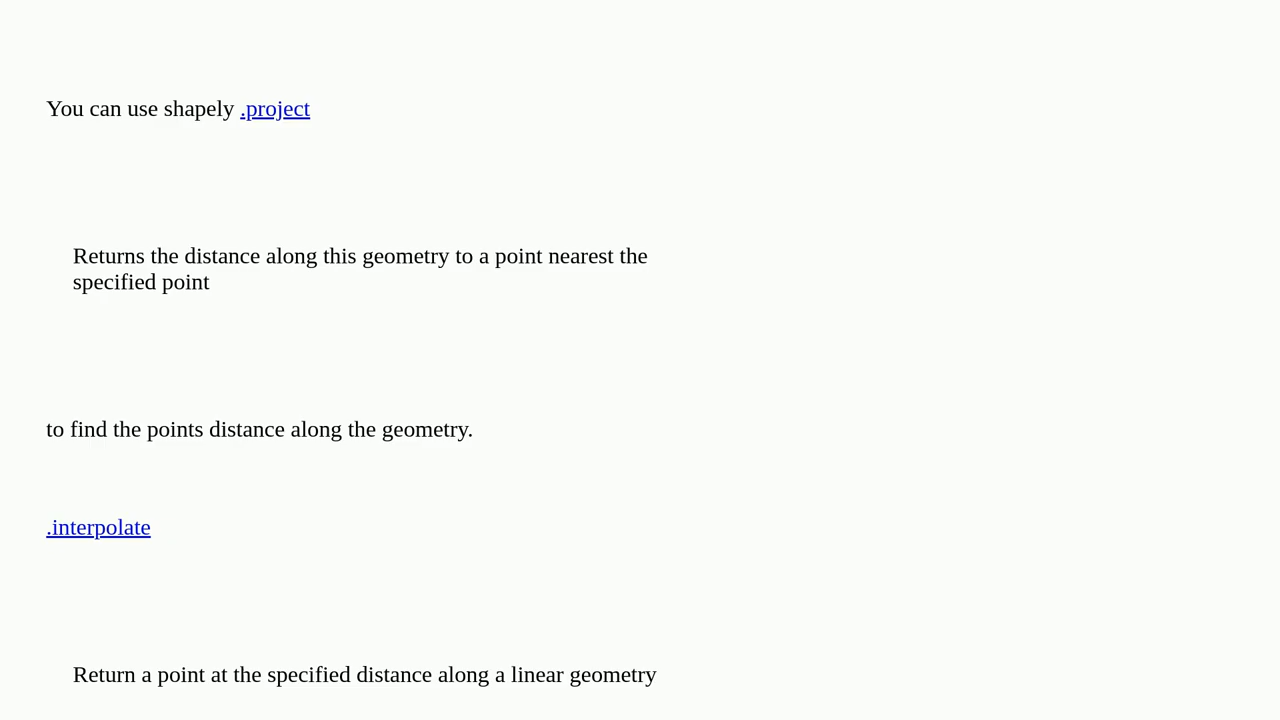 You can use shapely .project
Returns the distance along this geometry to a point nearest the
specified point
to find the points distance along the geometry.
.interpolate
Return a point at the specified distance along a linear geometry